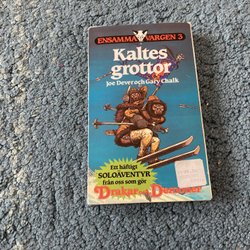 ENSAMMA VARGEN 3
Kaltes
grottor
Joe Dever och Gary Chalk
Ett häftigt
SOLOÄVENTYR
från oss som gör
Drakar och Demoner